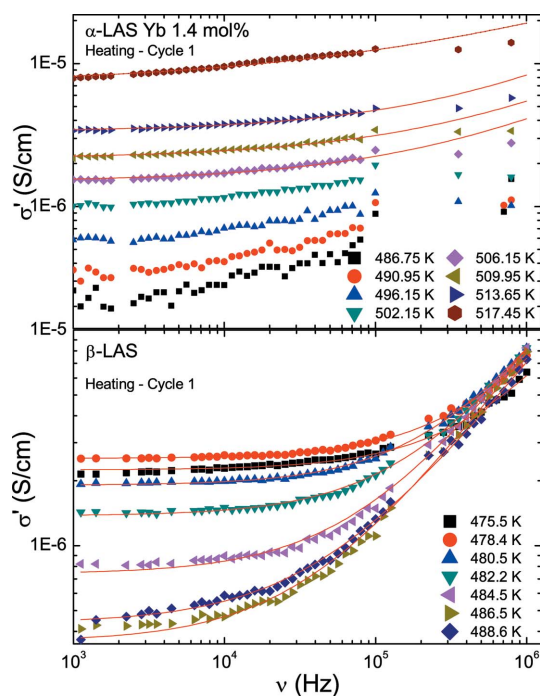 α-LAS Yb 1.4 mol%
Heating - Cycle 1
1E-5
σ' (S/cm)
1E-6
486.75 K
490.95 K
496.15 K
502.15 K
506.15 K
509.95 K
513.65 K
517.45 K
1E-5
β-LAS
Heating - Cycle 1
σ' (S/cm)
1E-6
475.5 K
478.4 K
480.5 K
482.2 K
484.5 K
486.5 K
488.6 K
10³ 10⁴ 10⁵ 10⁶
ν (Hz)